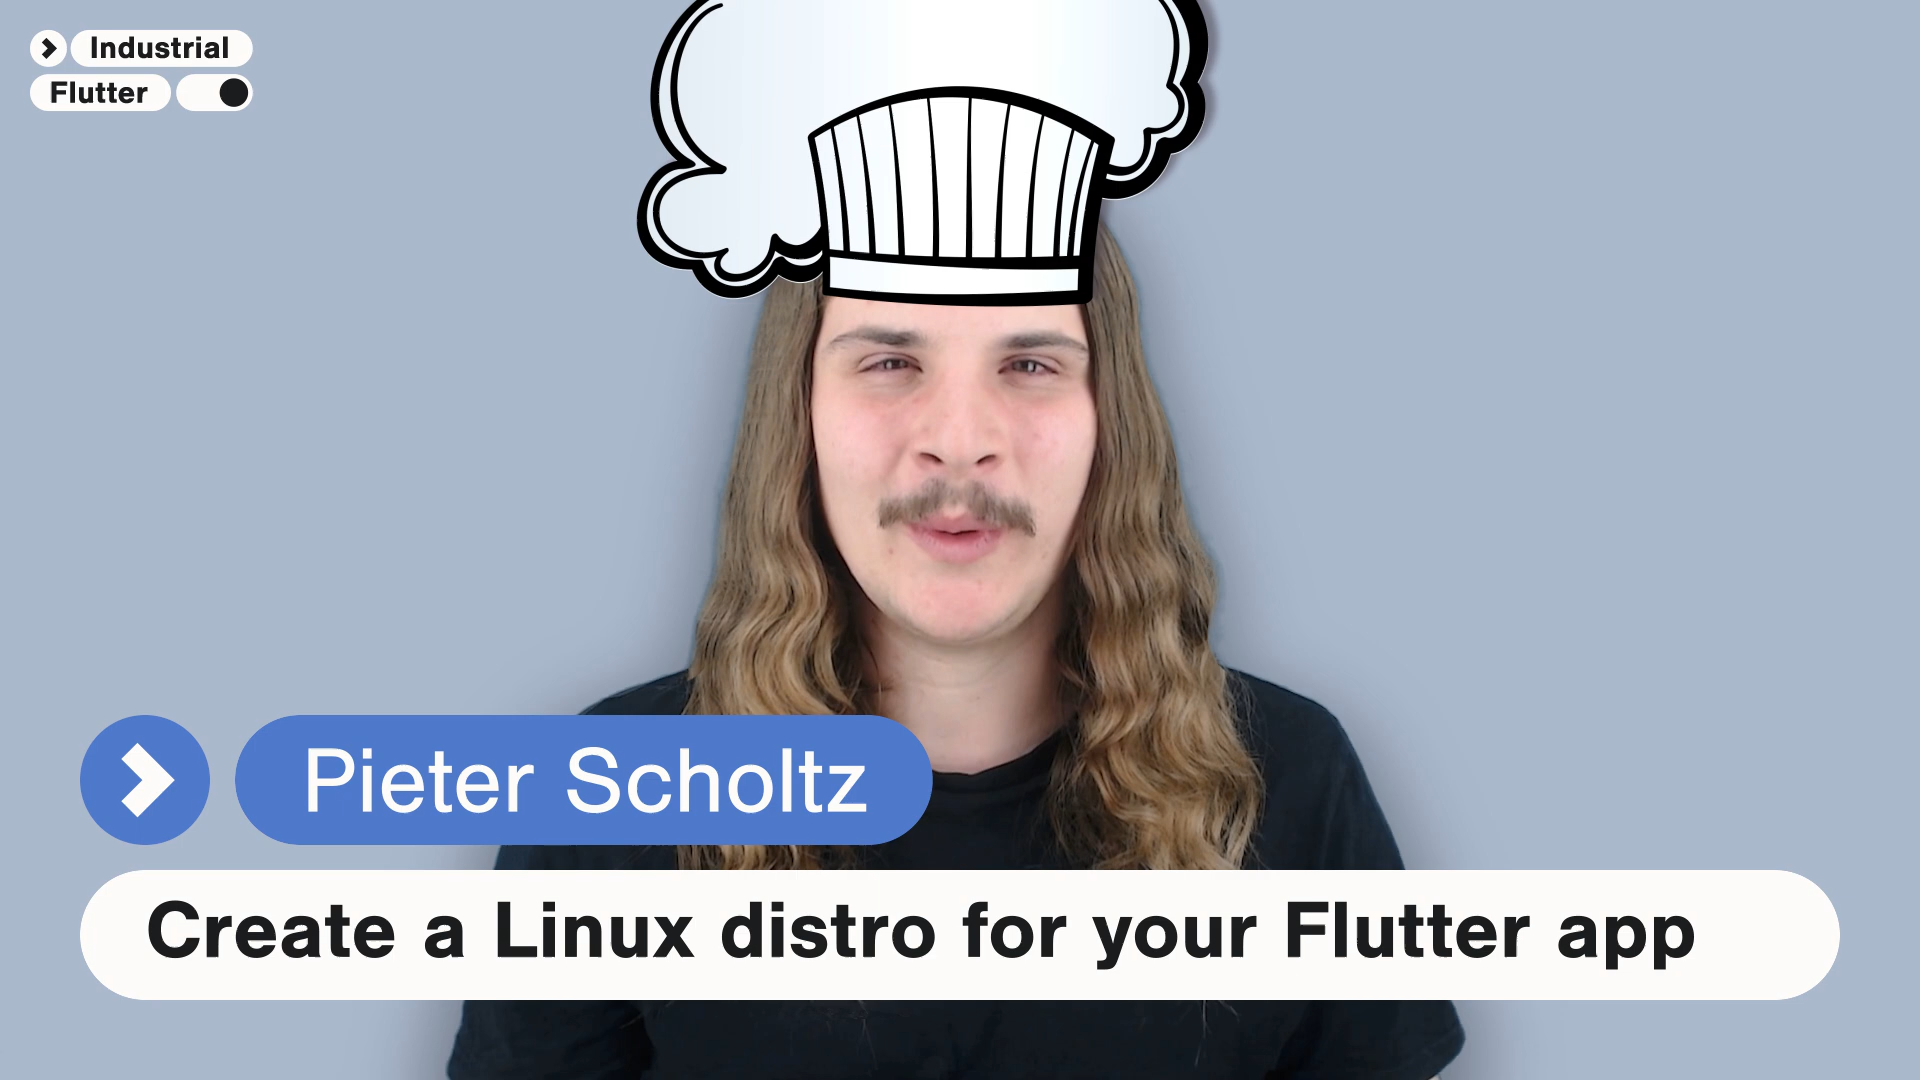 Industrial
Flutter
Pieter Scholtz
Create a Linux distro for your Flutter app